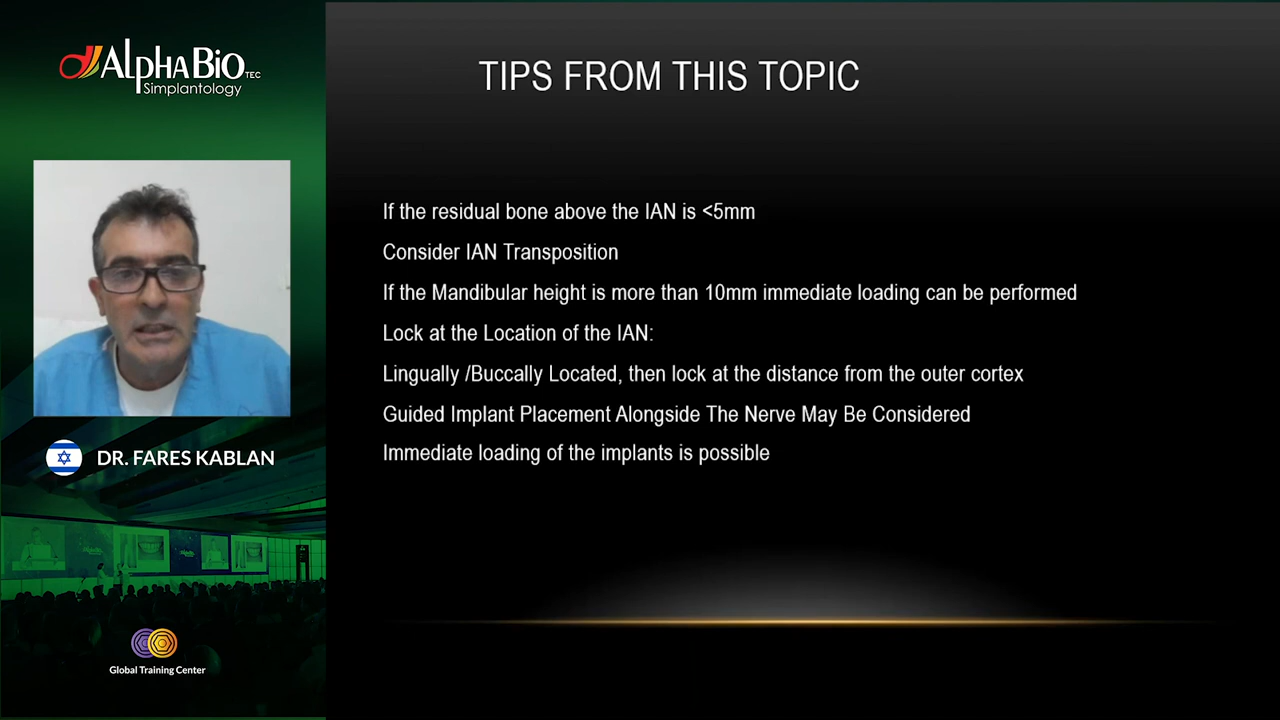 AlphaBio TEC
Simplantology
DR. FARES KABLAN
Global Training Center
TIPS FROM THIS TOPIC
If the residual bone above the IAN is <5mm
Consider IAN Transposition
If the Mandibular height is more than 10mm immediate loading can be performed
Lock at the Location of the IAN:
Lingually /Buccally Located, then lock at the distance from the outer cortex
Guided Implant Placement Alongside The Nerve May Be Considered
Immediate loading of the implants is possible